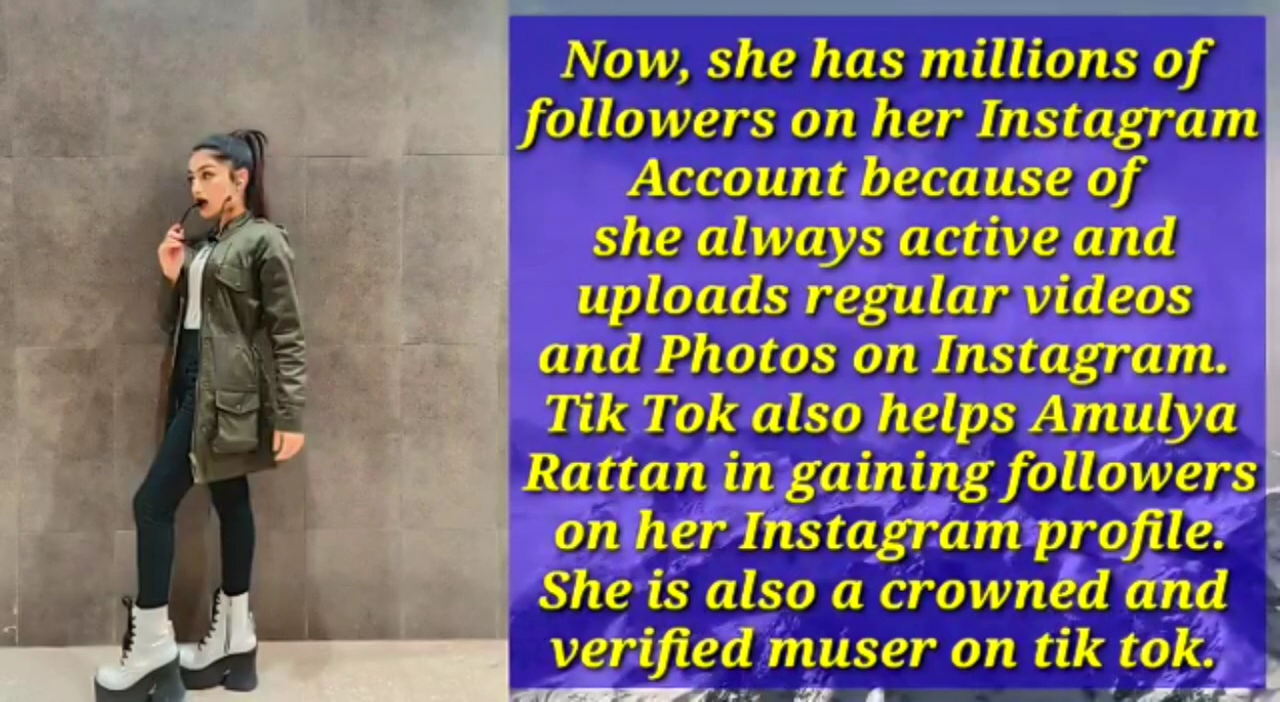 Now, she has millions of
followers on her Instagram
Account because of
she always active and
uploads regular videos
and Photos on Instagram.
Tik Tok also helps Amulya
Rattan in gaining followers
on her Instagram profile.
She is also a crowned and
verified muser on tik tok.